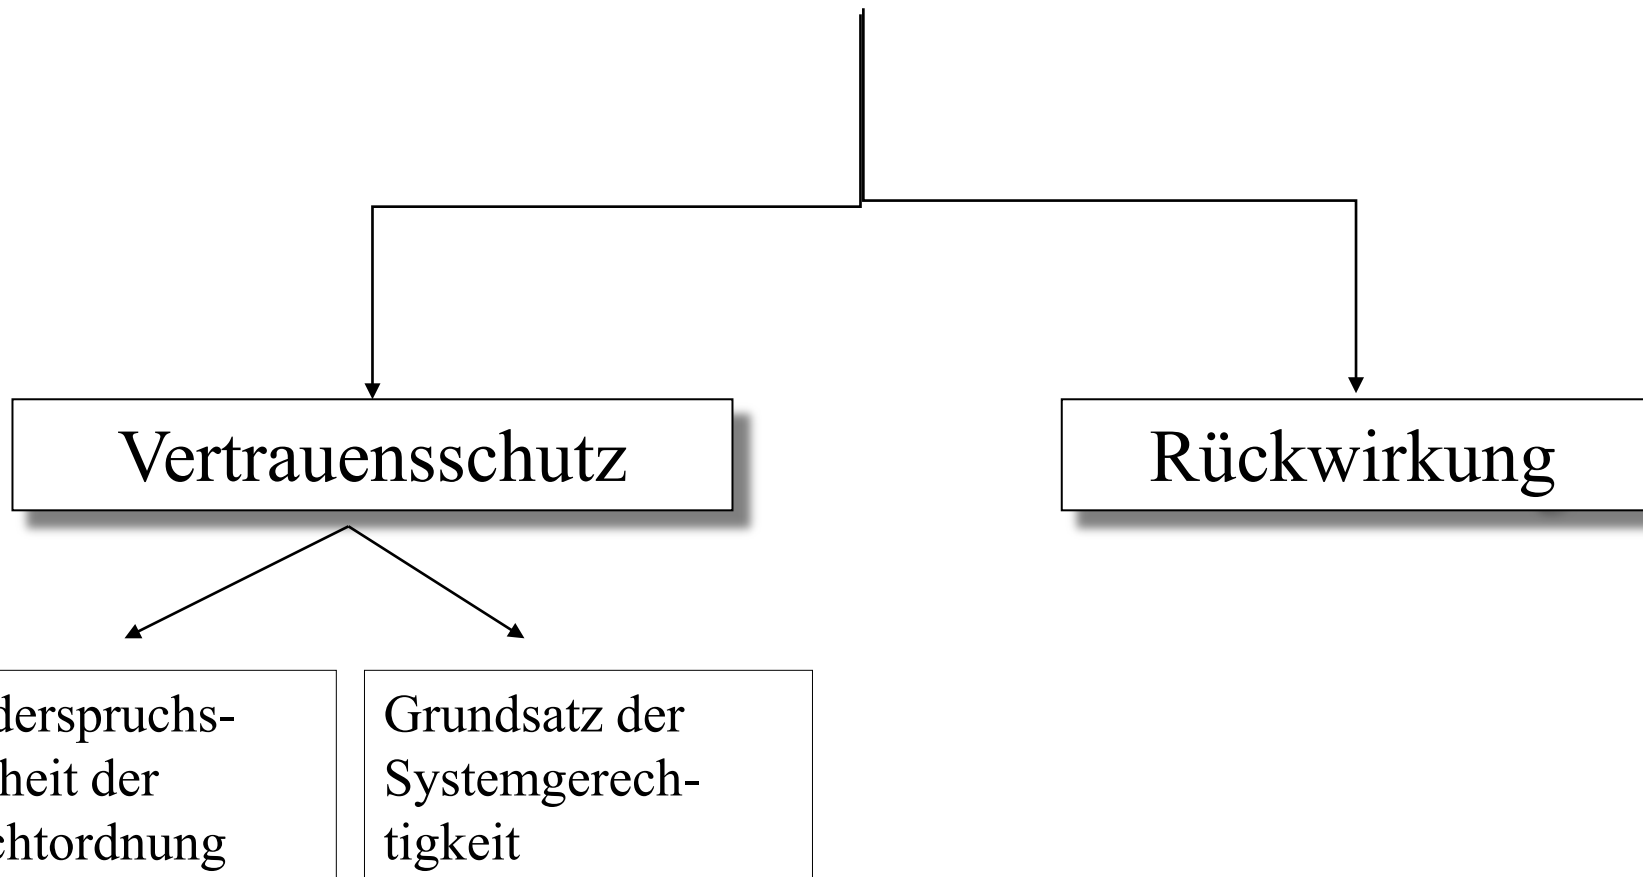 Vertrauensschutz
Rückwirkung
derspruchs-
heit der
chtordnung
Grundsatz der
Systemgerech-
tigkeit